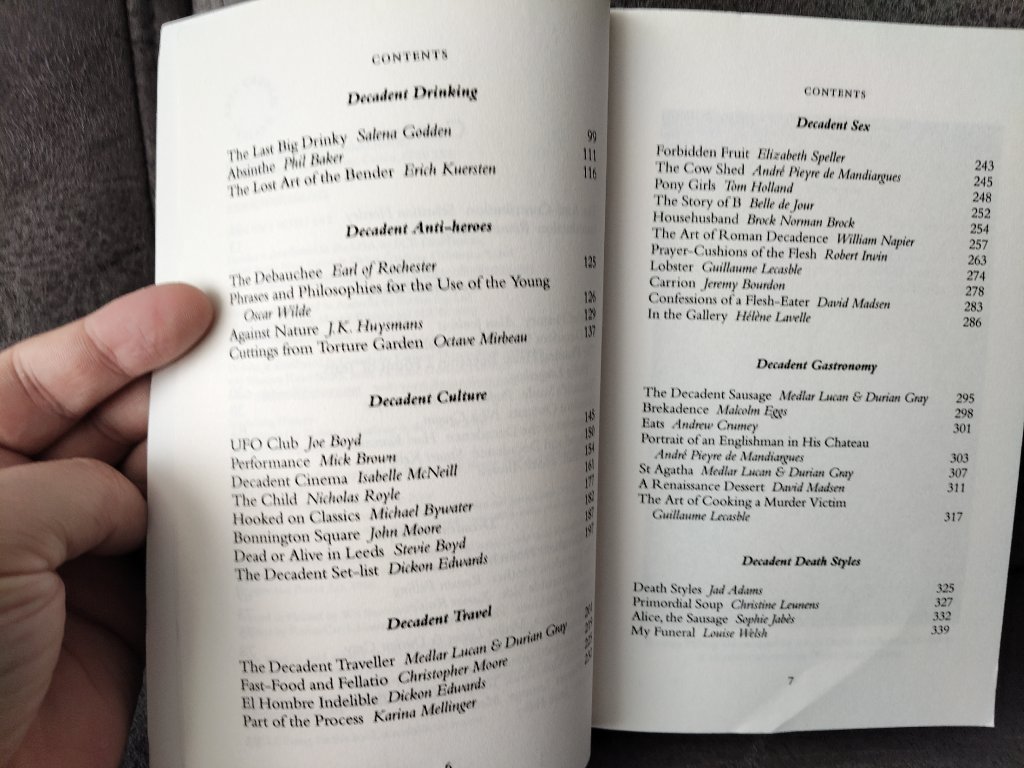 CONTENTS
Decadent Drinking
The Last Big Drinky Salena Godden 99
Absinthe Phil Baker 111
The Lost Art of the Bender Erich Kuersten 116
Decadent Anti-heroes
The Debauchee Earl of Rochester 125
Phrases and Philosophies for the Use of the Young
Oscar Wilde 126
Against Nature J.K. Huysmans 129
Cuttings from Torture Garden Octave Mirbeau 137
Decadent Culture
UFO Club Joe Boyd 145
Performance Mick Brown 150
Decadent Cinema Isabelle McNeill 154
The Child Nicholas Royle 161
Hooked on Classics Michael Bywater 177
Bonnington Square John Moore 182
Dead or Alive in Leeds Stevie Boyd 187
The Decadent Set-list Dickon Edwards 197
Decadent Travel
The Decadent Traveller Medlar Lucan & Durian Gray
Fast-Food and Fellatio Christopher Moore
El Hombre Indelible Dickon Edwards
Part of the Process Karina Mellinger
6
CONTENTS
Decadent Sex
Forbidden Fruit Elizabeth Speller 243
The Cow Shed André Pieyre de Mandiargues 245
Pony Girls Tom Holland 248
The Story of B Belle de Jour 252
Househusband Brock Norman Brock 254
The Art of Roman Decadence William Napier 257
Prayer-Cushions of the Flesh Robert Irwin 263
Lobster Guillaume Lecasble 274
Carrion Jeremy Bourdon 278
Confessions of a Flesh-Eater David Madsen 283
In the Gallery Hélène Lavelle 286
Decadent Gastronomy
The Decadent Sausage Medlar Lucan & Durian Gray 295
Brekadence Malcolm Eggs 298
Eats Andrew Crumey 301
Portrait of an Englishman in His Chateau
André Pieyre de Mandiargues 303
St Agatha Medlar Lucan & Durian Gray 307
A Renaissance Dessert David Madsen 311
The Art of Cooking a Murder Victim
Guillaume Lecasble 317
Decadent Death Styles
Death Styles Jad Adams 325
Primordial Soup Christine Leunens 327
Alice, the Sausage Sophie Jabès 332
My Funeral Louise Welsh 339
7